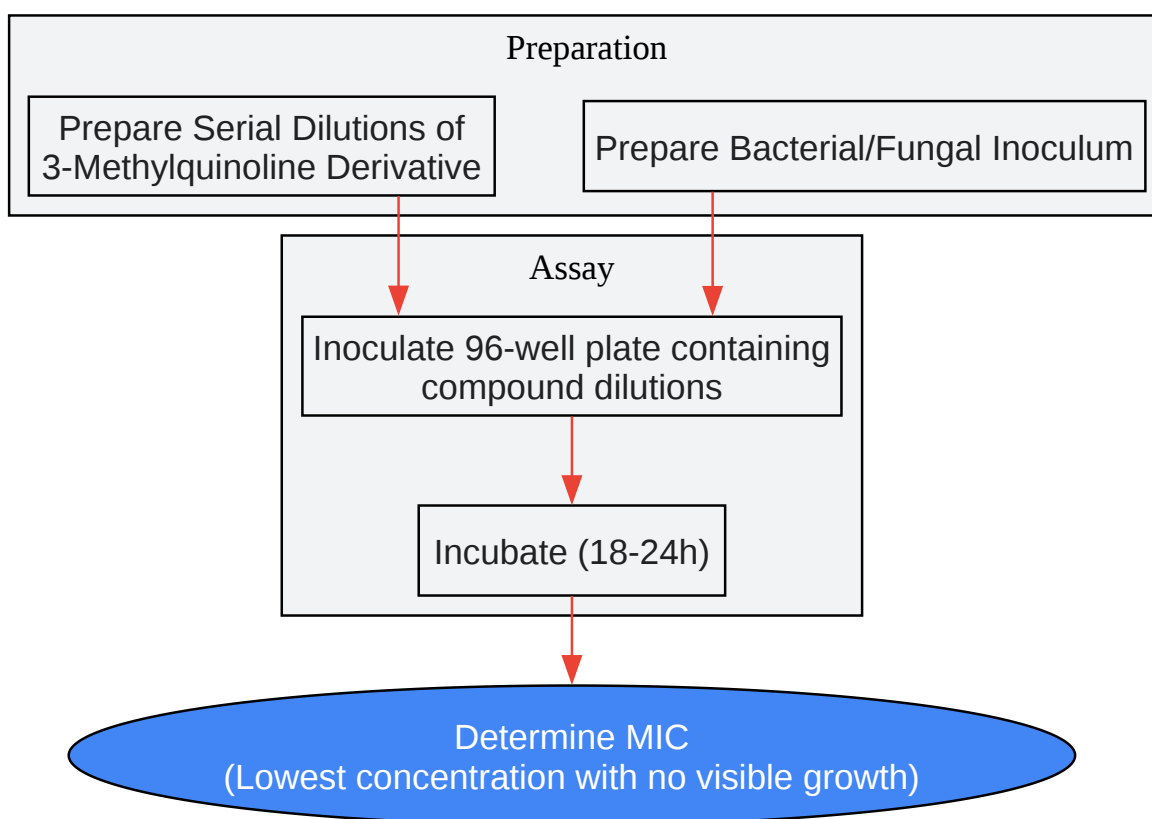 Preparation
Prepare Serial Dilutions of
3-Methylquinoline Derivative
Prepare Bacterial/Fungal Inoculum
Assay
Inoculate 96-well plate containing
compound dilutions
Incubate (18-24h)
Determine MIC
(Lowest concentration with no visible growth)